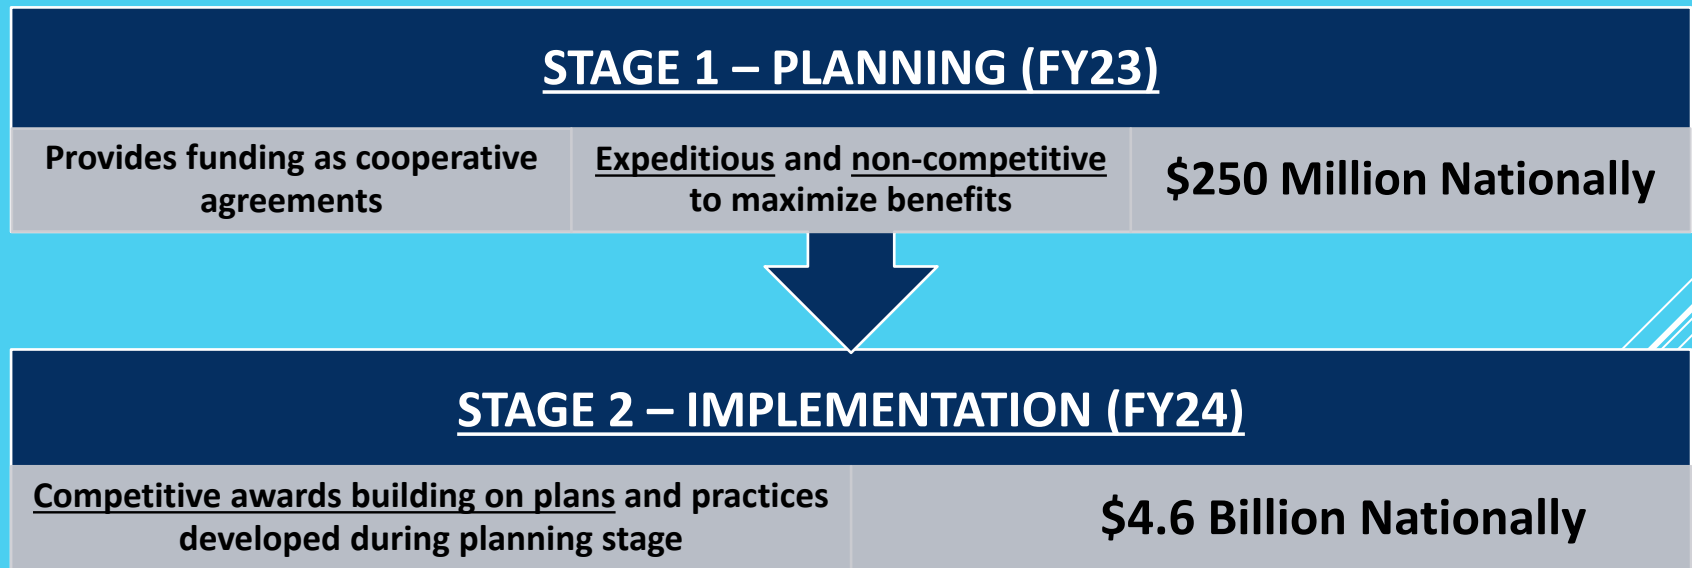 STAGE 1 – PLANNING (FY23)
Provides funding as cooperative
agreements
Expeditious and non-competitive
to maximize benefits
$250 Million Nationally
STAGE 2 – IMPLEMENTATION (FY24)
Competitive awards building on plans and practices
developed during planning stage
$4.6 Billion Nationally